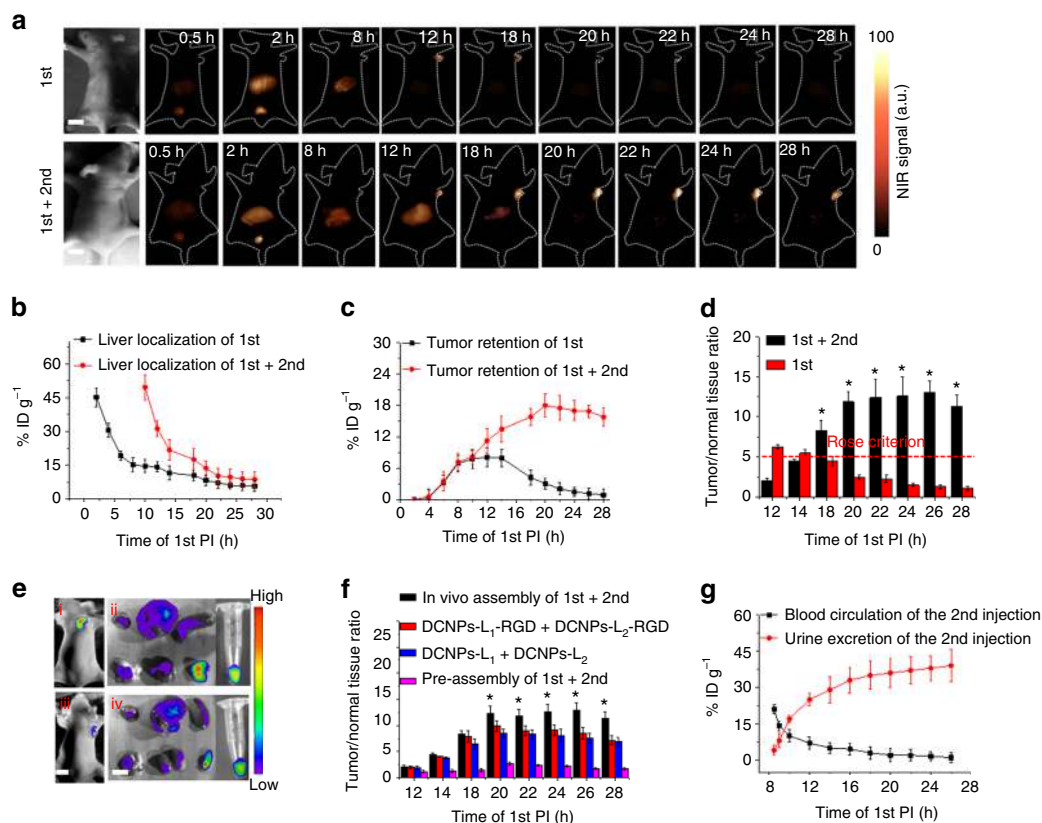 a
1st
0.5 h 2 h 8 h 12 h 18 h 20 h 22 h 24 h 28 h
1st + 2nd
0.5 h 2 h 8 h 12 h 18 h 20 h 22 h 24 h 28 h
100
NIR signal (a.u.)
0
b
Liver localization of 1st
Liver localization of 1st + 2nd
% ID g⁻¹
60
45
30
15
0
0 5 10 15 20 25 30
Time of 1st PI (h)
c
Tumor retention of 1st
Tumor retention of 1st + 2nd
% ID g⁻¹
30
24
18
12
6
0
0 4 8 12 16 20 24 28
Time of 1st PI (h)
d
1st + 2nd
1st
Tumor/normal tissue ratio
20
15
10
5
0
* * * * * *
Rose criterion
12 14 18 20 22 24 26 28
Time of 1st PI (h)
e
i
ii
iii
iv
High
Low
f
In vivo assembly of 1st + 2nd
DCNPs-L₁-RGD + DCNPs-L₂-RGD
DCNPs-L₁ + DCNPs-L₂
Pre-assembly of 1st + 2nd
Tumor/normal tissue ratio
25
20
15
10
5
0
* * * * *
12 14 18 20 22 24 26 28
Time of 1st PI (h)
g
Blood circulation of the 2nd injection
Urine excretion of the 2nd injection
% ID g⁻¹
60
45
30
15
0
8 12 16 20 24 28
Time of 1st PI (h)